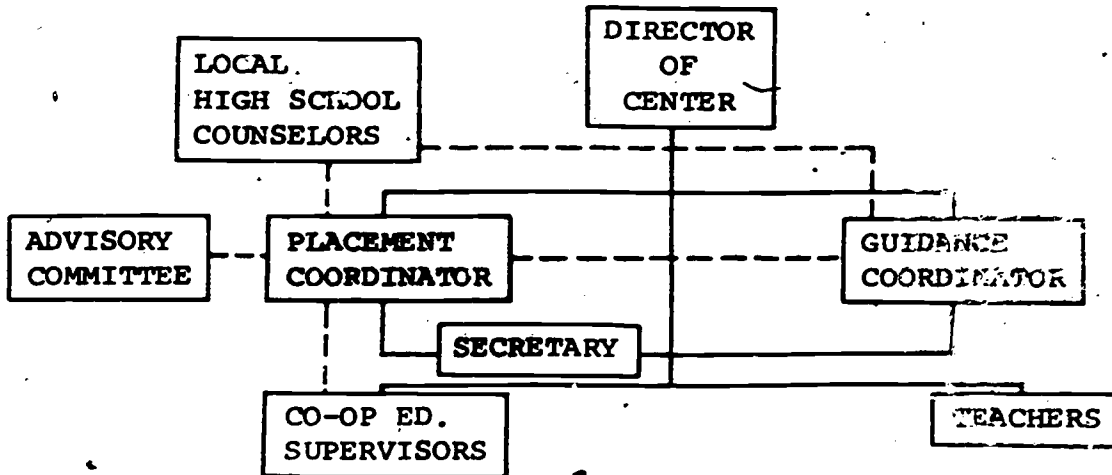 DIRECTOR
OF
CENTER
LOCAL
HIGH SCHOOL
COUNSELORS
ADVISORY
COMMITTEE
PLACEMENT
COORDINATOR
GUIDANCE
COORDINATOR
SECRETARY
CO-OP ED.
SUPERVISORS
TEACHERS